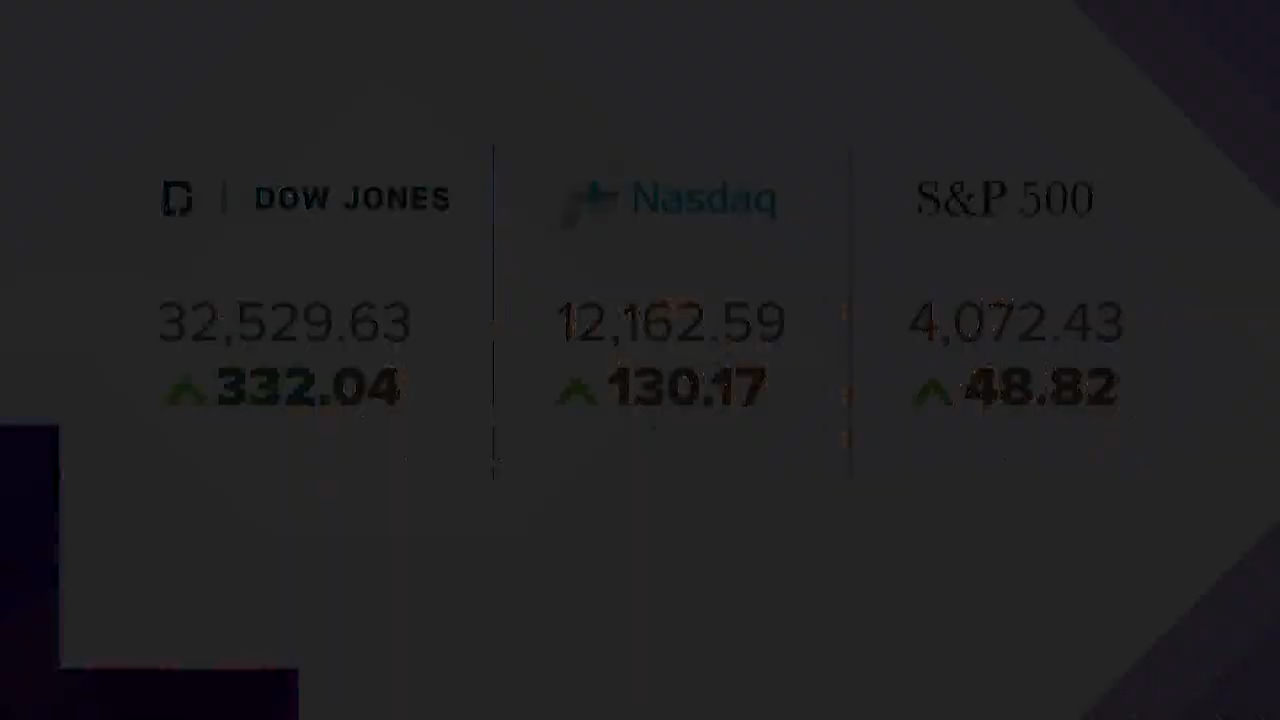 DOW JONES
Nasdaq
S&P 500
32,529.63
12,162.59
4,072.43
332.04
130.17
48.82